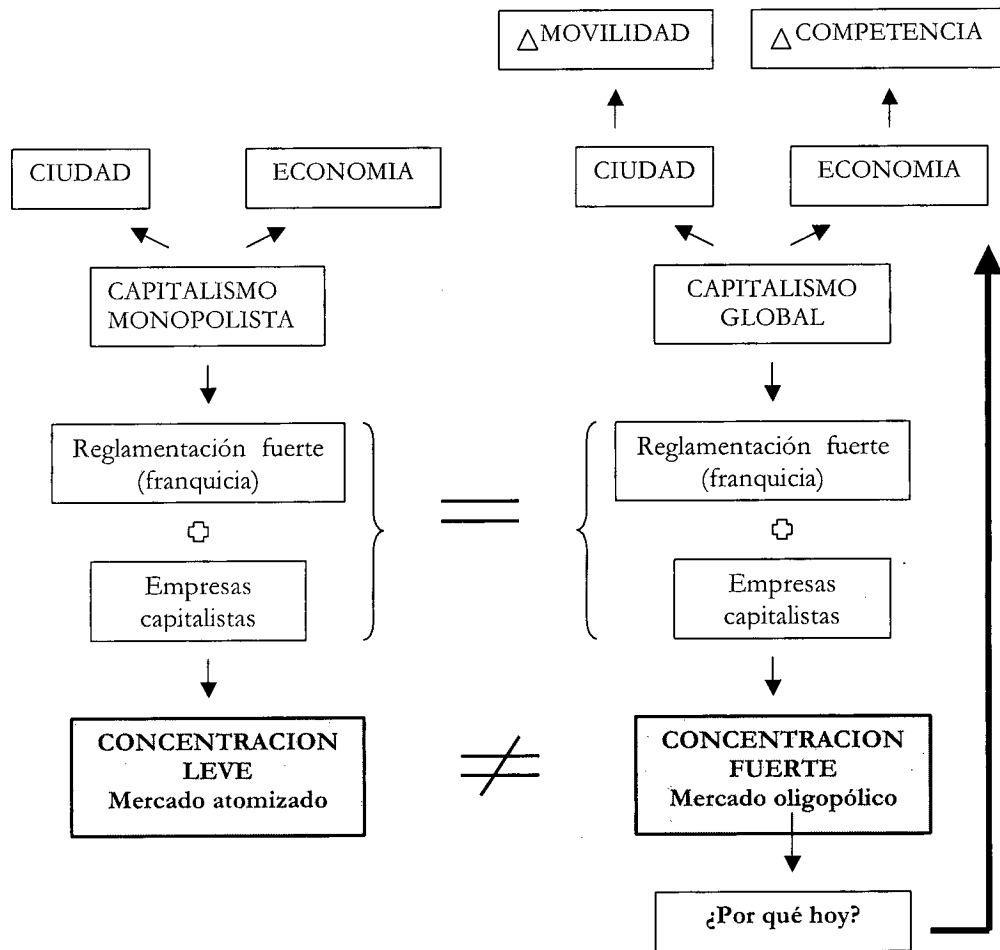 △MOVILIDAD
△COMPETENCIA
CIUDAD
ECONOMIA
CIUDAD
ECONOMIA
CAPITALISMO
MONOPOLISTA
CAPITALISMO
GLOBAL
Reglamentación fuerte
(franquicia)
Reglamentación fuerte
(franquicia)
Empresas
capitalistas
Empresas
capitalistas
CONCENTRACION
LEVE
Mercado atomizado
CONCENTRACION
FUERTE
Mercado oligopólico
¿Por qué hoy?